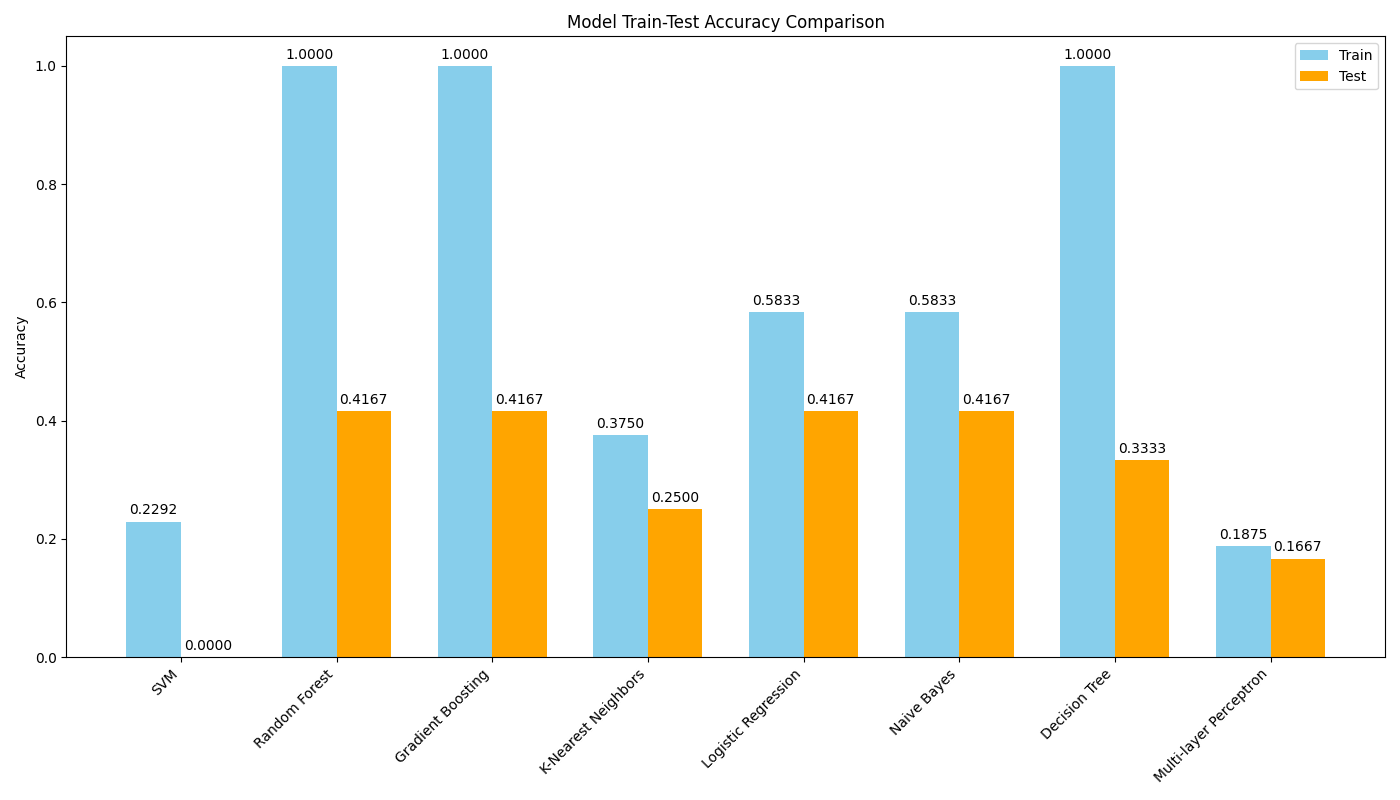 Model Train-Test Accuracy Comparison
Train
Test
Accuracy
1.0
0.8
0.6
0.4
0.2
0.0
0.2292
0.0000
1.0000
0.4167
1.0000
0.4167
0.3750
0.2500
0.5833
0.4167
0.5833
0.4167
1.0000
0.3333
0.1875
0.1667
SVM
Random Forest
Gradient Boosting
K-Nearest Neighbors
Logistic Regression
Naive Bayes
Decision Tree
Multi-layer Perceptron